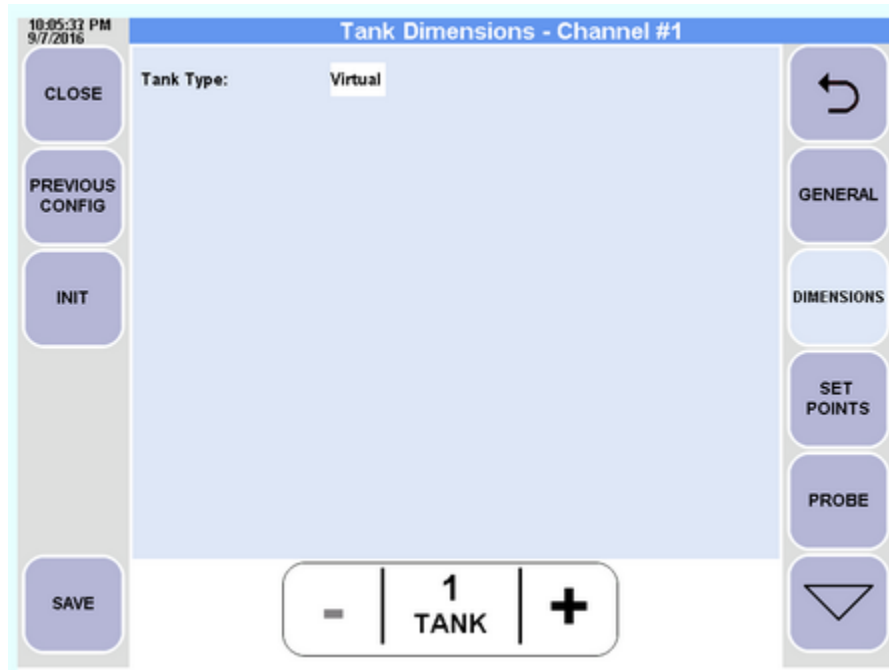 10:05:33 PM
9/7/2016
Tank Dimensions - Channel #1
CLOSE
Tank Type: Virtual
PREVIOUS
CONFIG
GENERAL
INIT
DIMENSIONS
SET
POINTS
PROBE
SAVE
- 1 +
TANK